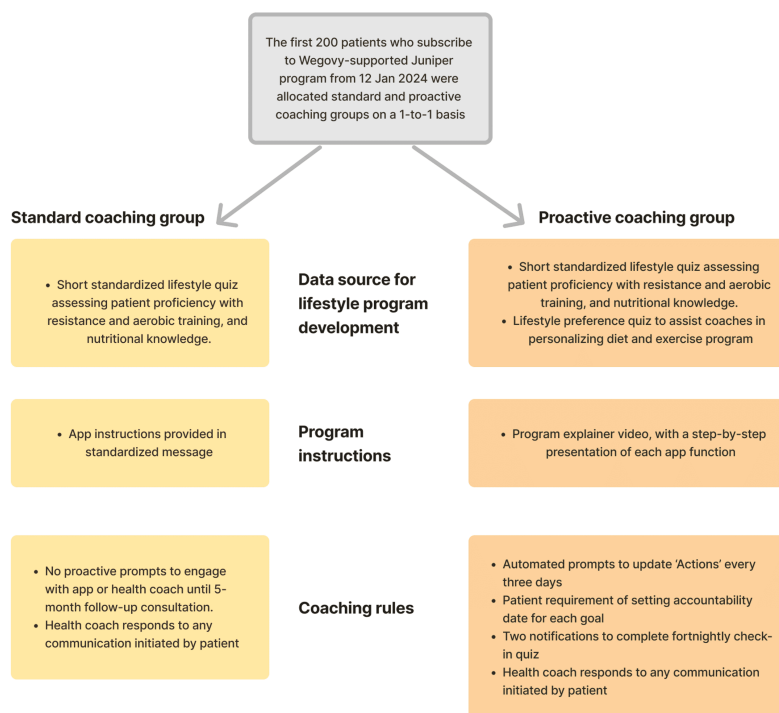 The first 200 patients who subscribe
to Wegovy-supported Juniper
program from 12 Jan 2024 were
allocated standard and proactive
coaching groups on a 1-to-1 basis
Standard coaching group
Proactive coaching group
• Short standardized lifestyle quiz
assessing patient proficiency with
resistance and aerobic training, and
nutritional knowledge.
Data source for
lifestyle program
development
• Short standardized lifestyle quiz assessing
patient proficiency with resistance and aerobic
training, and nutritional knowledge.
• Lifestyle preference quiz to assist coaches in
personalizing diet and exercise program
• App instructions provided in
standardized message
Program
instructions
• Program explainer video, with a step-by-step
presentation of each app function
• No proactive prompts to engage
with app or health coach until 5-
month follow-up consultation.
• Health coach responds to any
communication initiated by patient
Coaching rules
• Automated prompts to update ‘Actions’ every
three days
• Patient requirement of setting accountability
date for each goal
• Two notifications to complete fortnightly check-
in quiz
• Health coach responds to any communication
initiated by patient